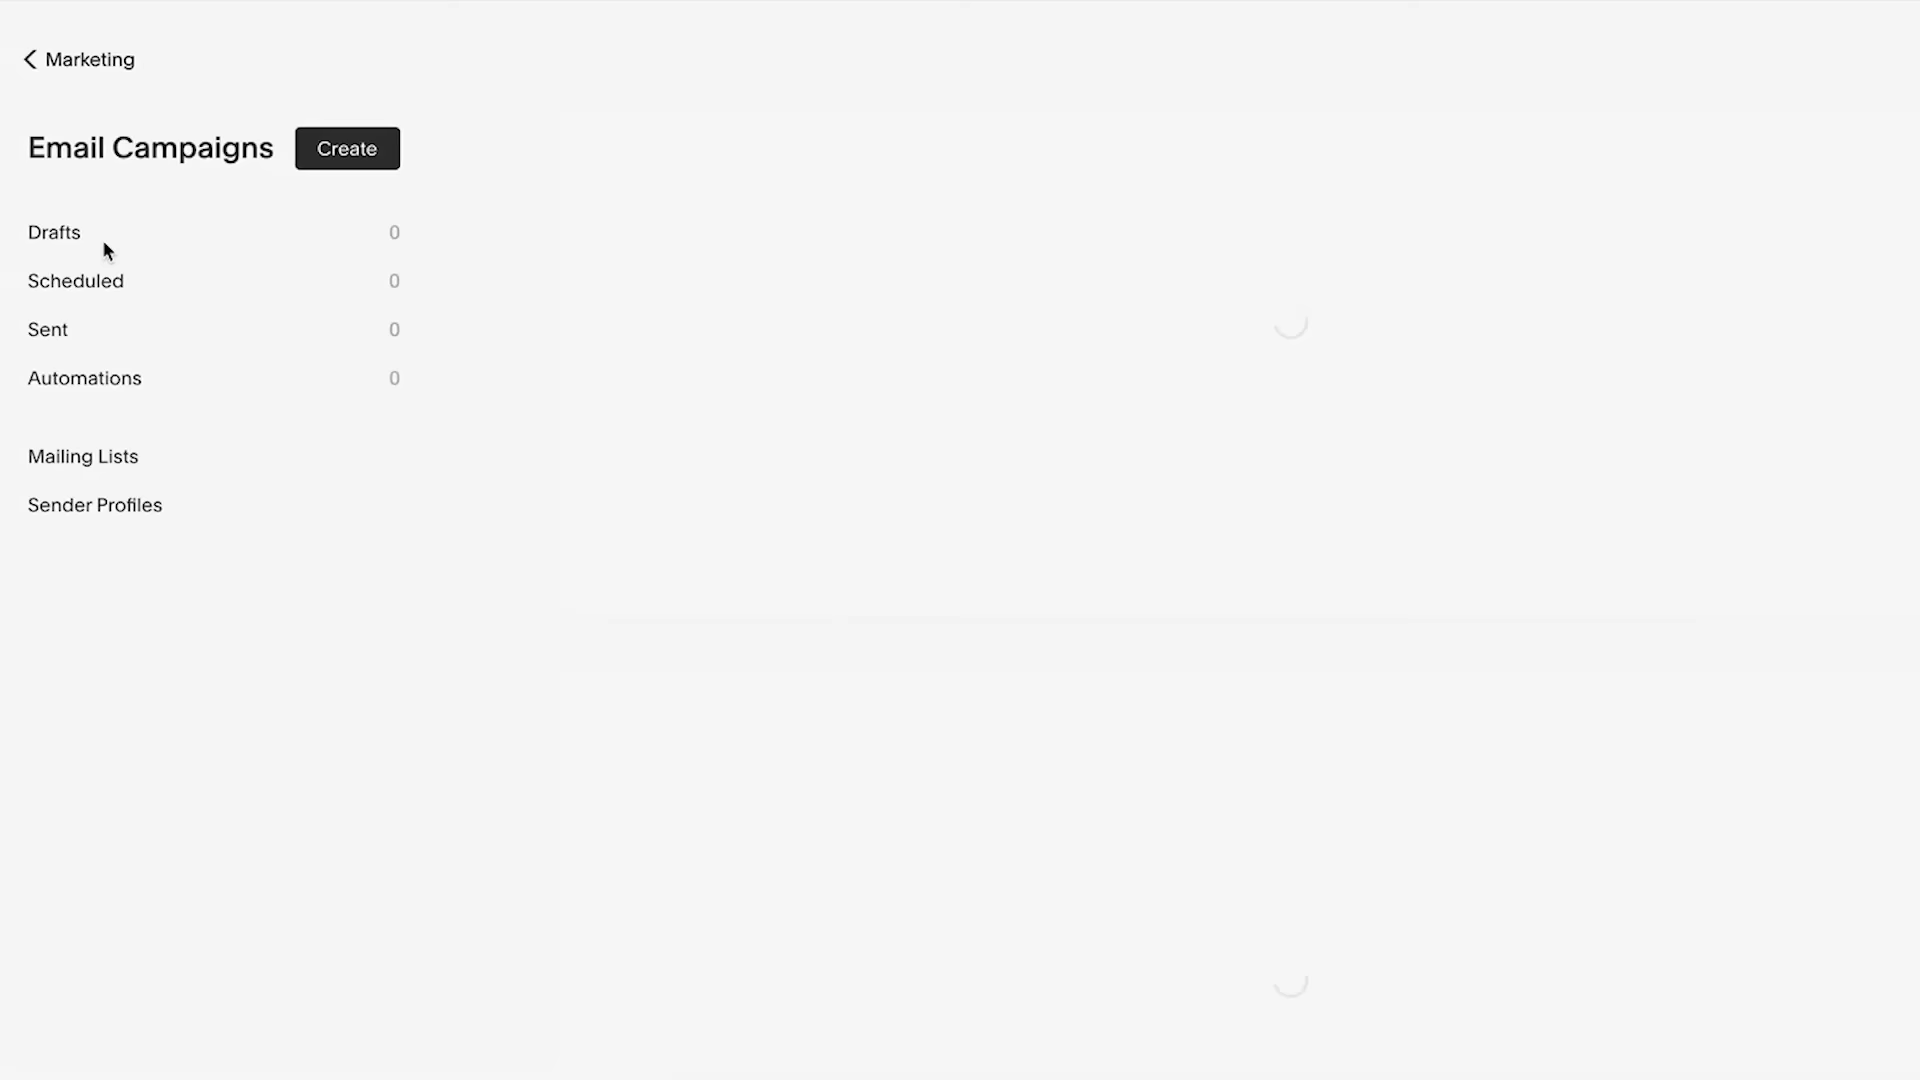 Marketing
Email Campaigns Create
Drafts 0
Scheduled 0
Sent 0
Automations 0
Mailing Lists
Sender Profiles